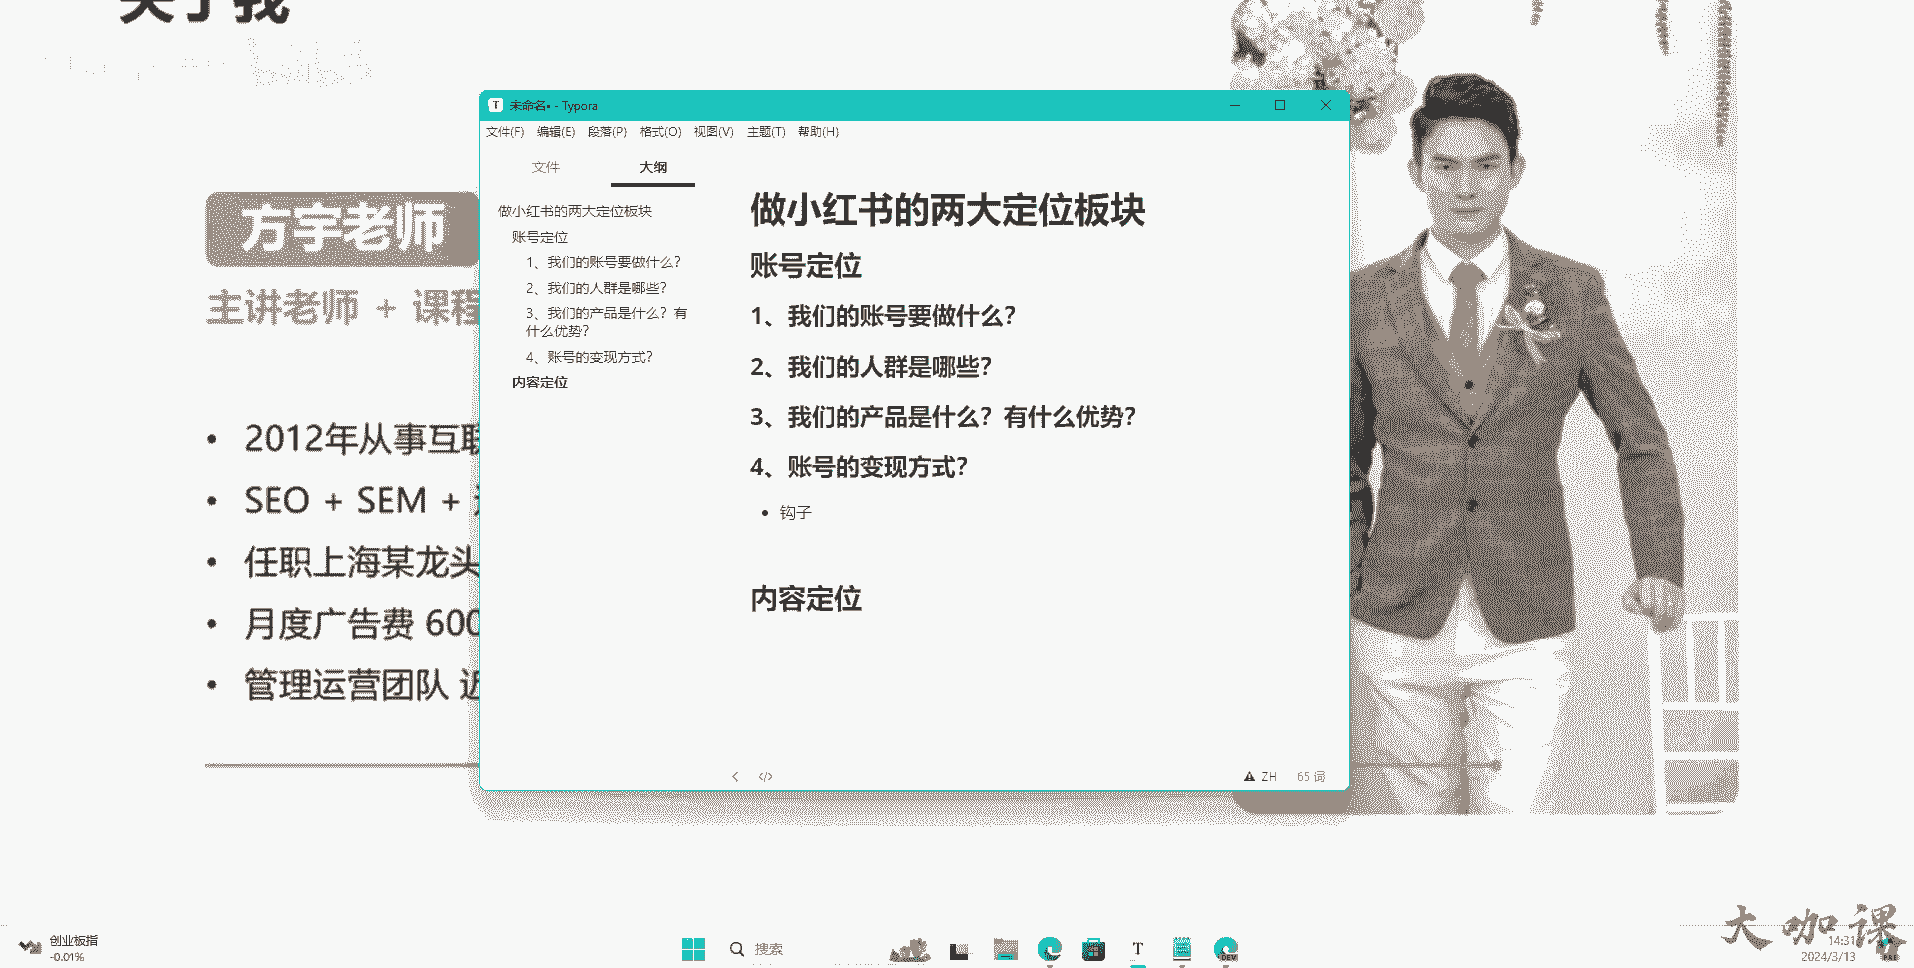 关于我
方宇老师
主讲老师 + 课程
2012年从事互联
SEO + SEM +
任职上海某龙头
月度广告费 600
管理运营团队 近
未命名• - Typora
文件(F) 编辑(E) 段落(P) 格式(O) 视图(V) 主题(T) 帮助(H)
文件 大纲
做小红书的两大定位板块
账号定位
1、我们的账号要做什么?
2、我们的人群是哪些?
3、我们的产品是什么? 有
什么优势?
4、账号的变现方式?
内容定位
做小红书的两大定位板块
账号定位
1、我们的账号要做什么?
2、我们的人群是哪些?
3、我们的产品是什么? 有什么优势?
4、账号的变现方式?
钩子
内容定位
ZH 65 词
大咖课
创业板指
-0.01%
搜索
T
DEV
14:31
2024/3/13